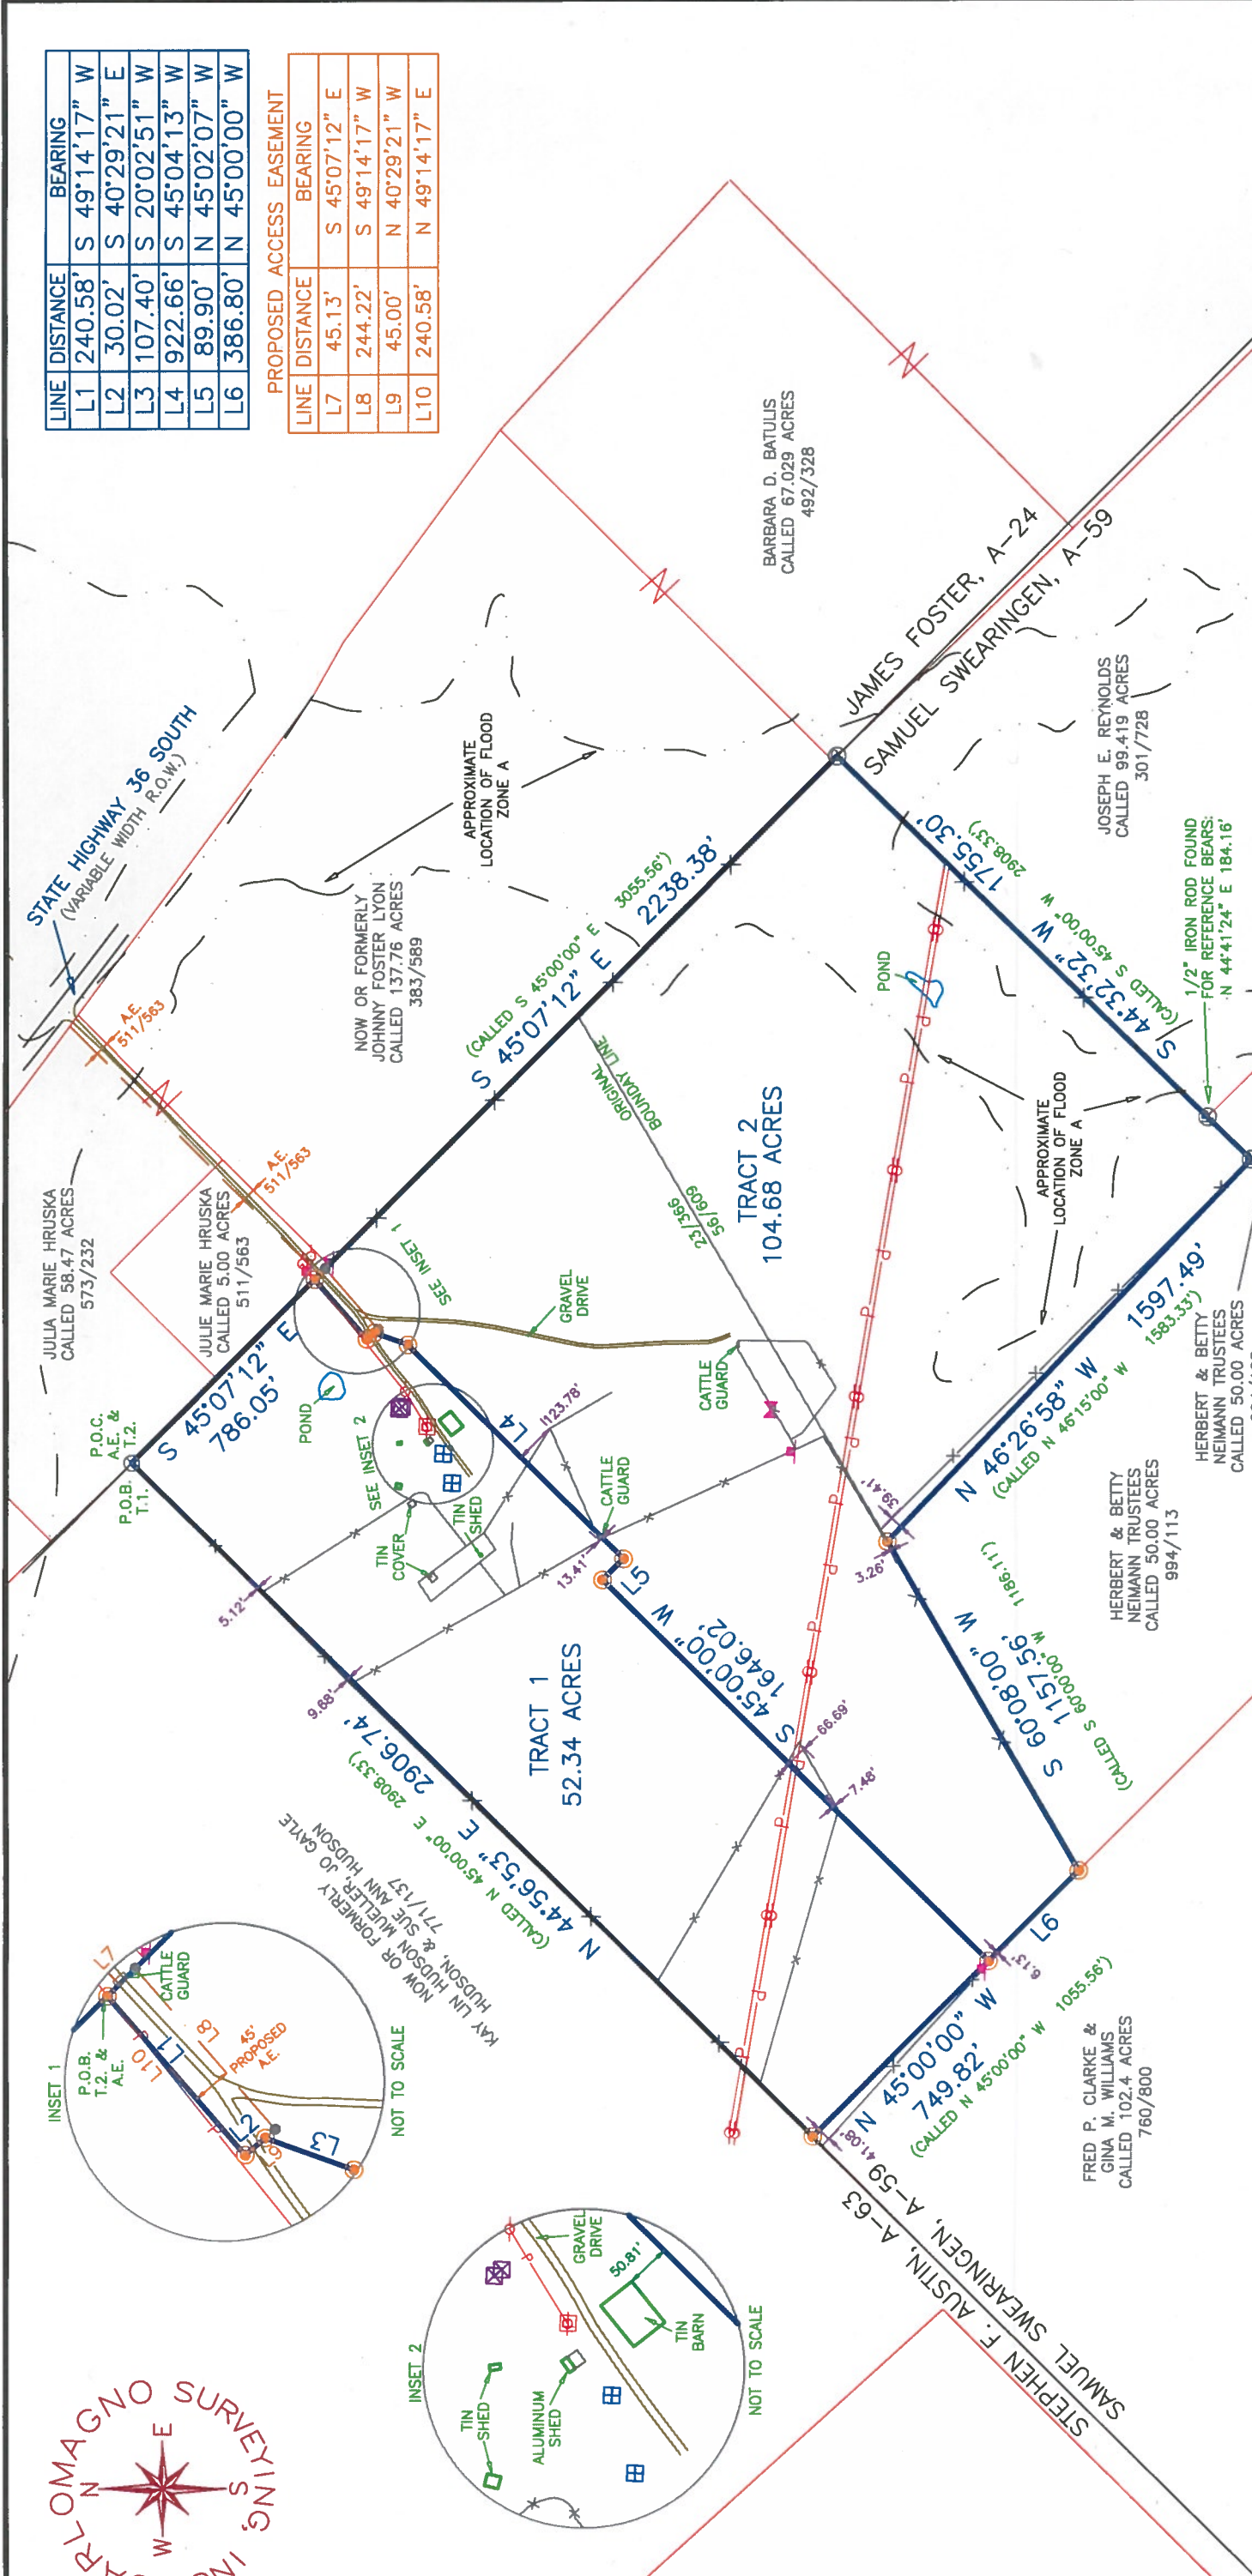 LINE DISTANCE BEARING
L1 240.58' S 49°14'17" W
L2 30.02' S 40°29'21" E
L3 107.40' S 20°02'51" W
L4 922.66' S 45°04'13" W
L5 89.90' N 45°02'07" W
L6 386.80' N 45°00'00" W
PROPOSED ACCESS EASEMENT
LINE DISTANCE BEARING
L7 45.13' S 45°07'12" E
L8 244.22' S 49°14'17" W
L9 45.00' N 40°29'21" W
L10 240.58' N 49°14'17" E
STATE HIGHWAY 36 SOUTH
(VARIABLE WIDTH R.O.W.)
A.E.
511/563
A.E.
511/563
JULIA MARIE HRUSKA
CALLED 58.47 ACRES
573/232
JULIE MARIE HRUSKA
CALLED 5.00 ACRES
511/563
NOW OR FORMERLY
JOHNNY FOSTER LYON
CALLED 137.76 ACRES
383/589
APPROXIMATE
LOCATION OF FLOOD
ZONE A
BARBARA D. BATULIS
CALLED 67.029 ACRES
492/328
JAMES FOSTER, A-24
SAMUEL SWEARINGEN, A-59
JOSEPH E. REYNOLDS
CALLED 99.419 ACRES
301/728
1/2" IRON ROD FOUND
FOR REFERENCE BEARS:
N 44°41'24" E 184.16'
P.O.C.
A.E. &
T.2.
P.O.B.
T.1.
S 45°07'12" E
786.05'
(CALLED S 45°00'00" E 3055.56')
S 45°07'12" E 2238.38'
1755.30'
S 44°32'32" W
(CALLED S 45°00'00" W 2908.33')
ORIGINAL
BOUNDAY LINE
23/366
56/609
TRACT 2
104.68 ACRES
POND
APPROXIMATE
LOCATION OF FLOOD
ZONE A
SEE INSET 1
GRAVEL
DRIVE
CATTLE
GUARD
POND
SEE INSET 2
TIN
COVER
TIN
SHED
L4
123.78'
CATTLE
GUARD
13.41'
L5
5.12'
9.68'
N 44°56'53" E 2906.74'
(CALLED N 45°00'00" E 2908.33')
TRACT 1
52.34 ACRES
S 45°00'00" W
1646.02'
66.69'
7.48'
39.41'
3.26'
N 46°26'58" W 1597.49'
(CALLED N 46°15'00" W 1583.33')
HERBERT & BETTY
NEIMANN TRUSTEES
CALLED 50.00 ACRES
HERBERT & BETTY
NEIMANN TRUSTEES
CALLED 50.00 ACRES
994/113
S 60°08'00" W
1157.56'
(CALLED S 60°00'00" W 1186.11')
L6
6.13'
N 45°00'00" W
749.82'
(CALLED N 45°00'00" W 1055.56')
41.08'
FRED P. CLARKE &
GINA M. WILLIAMS
CALLED 102.4 ACRES
760/800
NOW OR FORMERLY
KAY LIN HUDSON MUELLER, JO GAYLE
HUDSON, & SUE ANN HUDSON
771/137
STEPHEN F. AUSTIN, A-63
SAMUEL SWEARINGEN, A-59
INSET 1
P.O.B.
T.2. &
A.E.
L7
CATTLE
GUARD
L1
L10
L8
45'
PROPOSED
A.E.
L2
L9
L3
NOT TO SCALE
INSET 2
TIN
SHED
ALUMINUM
SHED
GRAVEL
DRIVE
50.81'
TIN
BARN
NOT TO SCALE
N
E
S
W
SURVEYING,